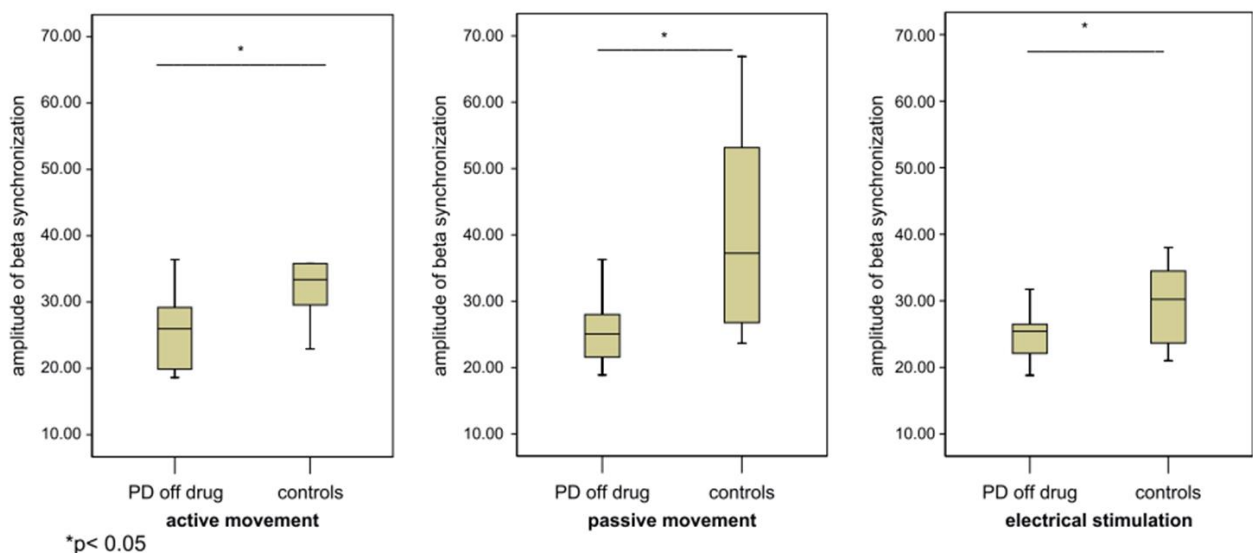 amplitude of beta synchronization
70.00
60.00
50.00
40.00
30.00
20.00
10.00
*
PD off drug controls
active movement
amplitude of beta synchronization
70.00
60.00
50.00
40.00
30.00
20.00
10.00
*
PD off drug controls
passive movement
amplitude of beta synchronization
70.00
60.00
50.00
40.00
30.00
20.00
10.00
*
PD off drug controls
electrical stimulation
*p< 0.05